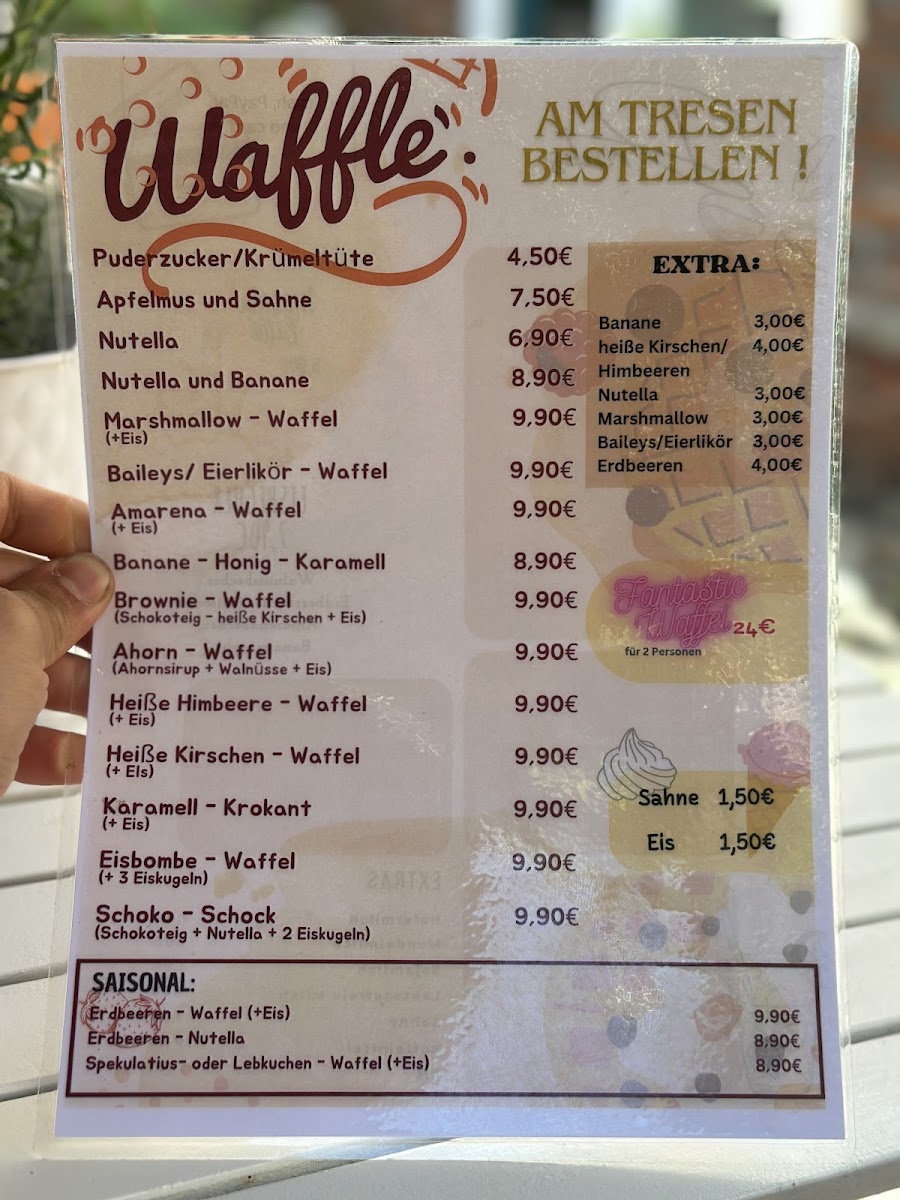 Waffle
AM TRESEN
BESTELLEN !
Puderzucker/Krümeltüte 4,50€
Apfelmus und Sahne 7,50€
Nutella 6,90€
Nutella und Banane 8,90€
Marshmallow - Waffel 9,90€
(+Eis)
Baileys/ Eierlikör - Waffel 9,90€
Amarena - Waffel 9,90€
(+ Eis)
Banane - Honig - Karamell 8,90€
Brownie - Waffel 9,90€
(Schokoteig - heiße Kirschen + Eis)
Ahorn - Waffel 9,90€
(Ahornsirup + Walnüsse + Eis)
Heiße Himbeere - Waffel 9,90€
(+ Eis)
Heiße Kirschen - Waffel 9,90€
(+ EIs)
Karamell - Krokant 9,90€
(+ Eis)
Eisbombe - Waffel 9,90€
(+ 3 Eiskugeln)
Schoko - Schock 9,90€
(Schokoteig + Nutella + 2 Eiskugeln)
EXTRA:
Banane 3,00€
heiße Kirschen/ 4,00€
Himbeeren
Nutella 3,00€
Marshmallow 3,00€
Baileys/Eierlikör 3,00€
Erdbeeren 4,00€
Fantastic
Waffel 24€
für 2 Personen
Sahne 1,50€
Eis 1,50€
SAISONAL:
Erdbeeren - Waffel (+Eis) 9,90€
Erdbeeren - Nutella 8,90€
Spekulatius- oder Lebkuchen - Waffel (+Eis) 8,90€